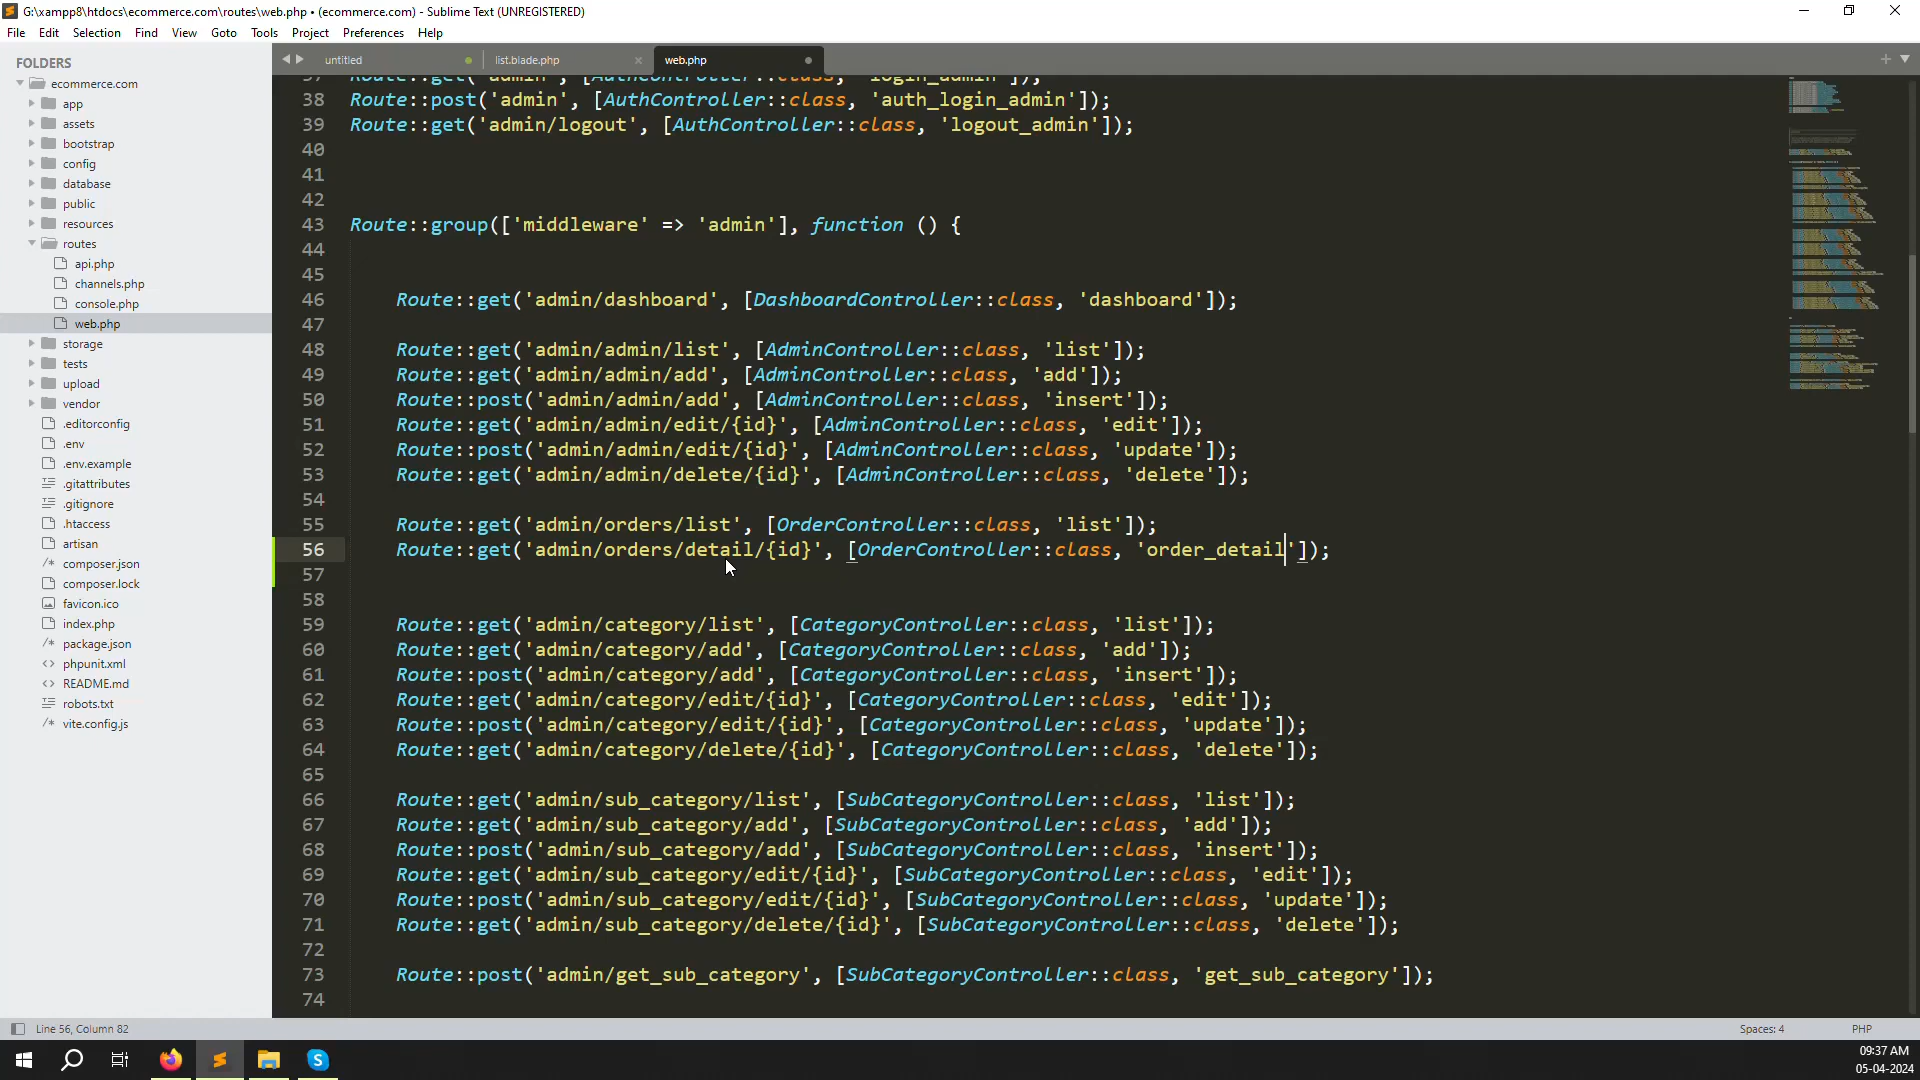 G:\xampp8\htdocs\ecommerce.com\routes\web.php • (ecommerce.com) - Sublime Text (UNREGISTERED)
File Edit Selection Find View Goto Tools Project Preferences Help
FOLDERS
ecommerce.com
app
assets
bootstrap
config
database
public
resources
routes
api.php
channels.php
console.php
web.php
storage
tests
upload
vendor
.editorconfig
.env
.env.example
.gitattributes
.gitignore
.htaccess
artisan
composer.json
composer.lock
favicon.ico
index.php
package.json
phpunit.xml
README.md
robots.txt
vite.config.js
untitled list.blade.php web.php
37 Route::get('admin', [AuthController::class, 'login_admin']);
38 Route::post('admin', [AuthController::class, 'auth_login_admin']);
39 Route::get('admin/logout', [AuthController::class, 'logout_admin']);
40
41
42
43 Route::group(['middleware' => 'admin'], function () {
44
45
46 Route::get('admin/dashboard', [DashboardController::class, 'dashboard']);
47
48 Route::get('admin/admin/list', [AdminController::class, 'list']);
49 Route::get('admin/admin/add', [AdminController::class, 'add']);
50 Route::post('admin/admin/add', [AdminController::class, 'insert']);
51 Route::get('admin/admin/edit/{id}', [AdminController::class, 'edit']);
52 Route::post('admin/admin/edit/{id}', [AdminController::class, 'update']);
53 Route::get('admin/admin/delete/{id}', [AdminController::class, 'delete']);
54
55 Route::get('admin/orders/list', [OrderController::class, 'list']);
56 Route::get('admin/orders/detail/{id}', [OrderController::class, 'order_detail']);
57
58
59 Route::get('admin/category/list', [CategoryController::class, 'list']);
60 Route::get('admin/category/add', [CategoryController::class, 'add']);
61 Route::post('admin/category/add', [CategoryController::class, 'insert']);
62 Route::get('admin/category/edit/{id}', [CategoryController::class, 'edit']);
63 Route::post('admin/category/edit/{id}', [CategoryController::class, 'update']);
64 Route::get('admin/category/delete/{id}', [CategoryController::class, 'delete']);
65
66 Route::get('admin/sub_category/list', [SubCategoryController::class, 'list']);
67 Route::get('admin/sub_category/add', [SubCategoryController::class, 'add']);
68 Route::post('admin/sub_category/add', [SubCategoryController::class, 'insert']);
69 Route::get('admin/sub_category/edit/{id}', [SubCategoryController::class, 'edit']);
70 Route::post('admin/sub_category/edit/{id}', [SubCategoryController::class, 'update']);
71 Route::get('admin/sub_category/delete/{id}', [SubCategoryController::class, 'delete']);
72
73 Route::post('admin/get_sub_category', [SubCategoryController::class, 'get_sub_category']);
74
Line 56, Column 82 Spaces: 4 PHP
09:37 AM
05-04-2024